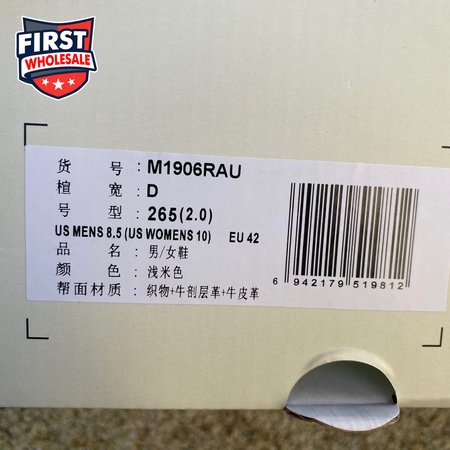 FIRST
WHOLESALE
货 号: M1906RAU
楦 宽: D
号 型: 265(2.0)
US MENS 8.5 (US WOMENS 10) EU 42
品 名: 男/女鞋
颜 色: 浅米色
帮面材质: 织物+牛剖层革+牛皮革
6 942179 519812